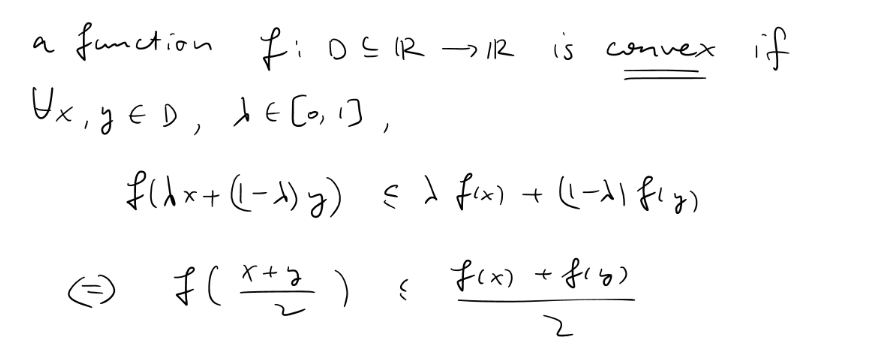 a function f: D ⊆ ℝ → ℝ is convex if
∀x, y ∈ D, λ ∈ [0, 1],
f(λx + (1-λ)y) ≤ λ f(x) + (1-λ) f(y)
⇔ f((x+y)/2) ≤ (f(x) + f(y))/2